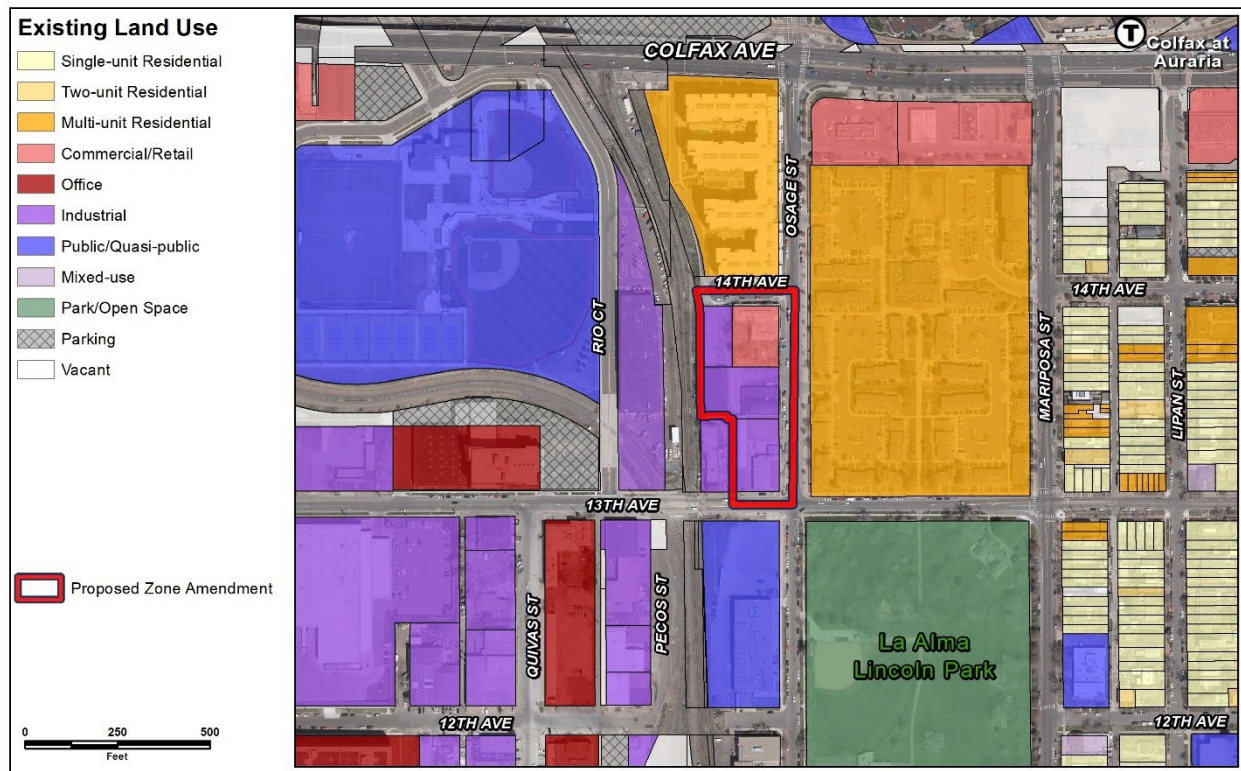 Existing Land Use
Single-unit Residential
Two-unit Residential
Multi-unit Residential
Commercial/Retail
Office
Industrial
Public/Quasi-public
Mixed-use
Park/Open Space
Parking
Vacant
Proposed Zone Amendment
0 250 500
Feet
COLFAX AVE
T
Colfax at
Auraria
OSAGE ST
14TH AVE
14TH AVE
RIO CT
MARIPOSA ST
LIPAN ST
13TH AVE
QUIVAS ST
PECOS ST
La Alma
Lincoln Park
12TH AVE
12TH AVE